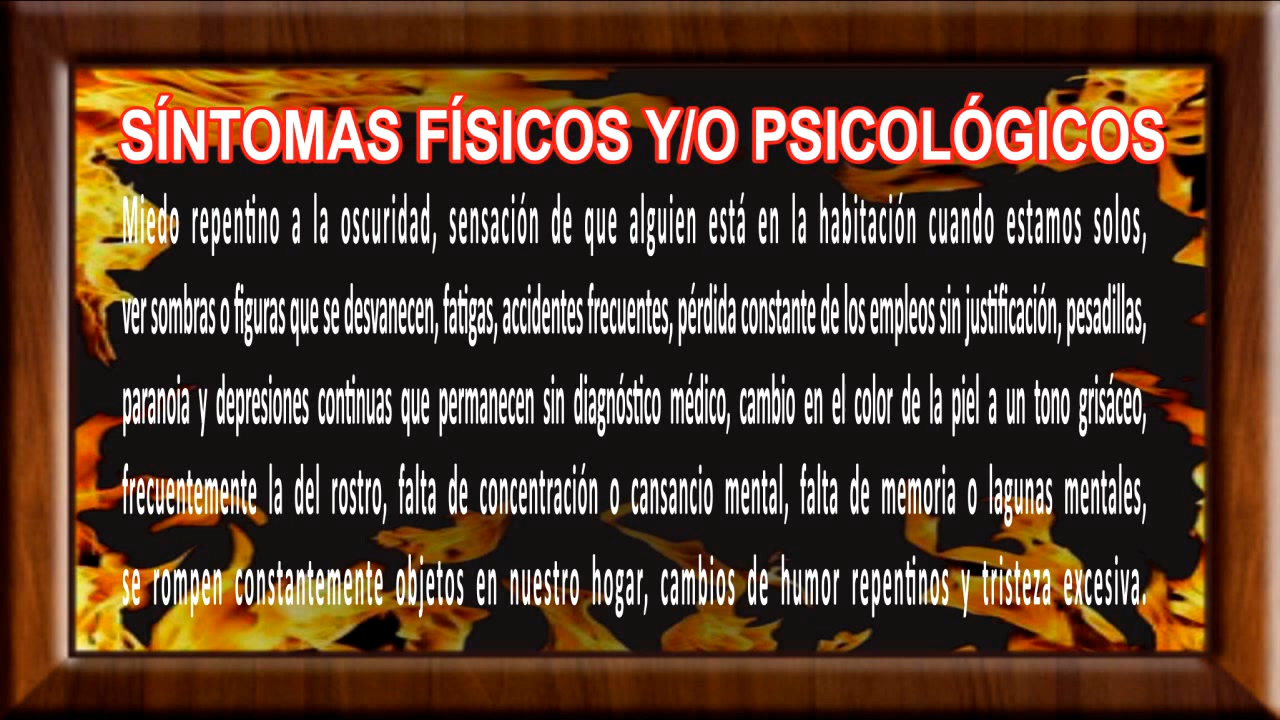 SÍNTOMAS FÍSICOS Y/O PSICOLÓGICOS
Miedo repentino a la oscuridad, sensación de que alguien está en la habitación cuando estamos solos,
ver sombras o figuras que se desvanecen, fatigas, accidentes frecuentes, pérdida constante de los empleos sin justificación, pesadillas,
paranoia y depresiones continuas que permanecen sin diagnóstico médico, cambio en el color de la piel a un tono grisáceo,
frecuentemente la del rostro, falta de concentración o cansancio mental, falta de memoria o lagunas mentales,
se rompen constantemente objetos en nuestro hogar, cambios de humor repentinos y tristeza excesiva.